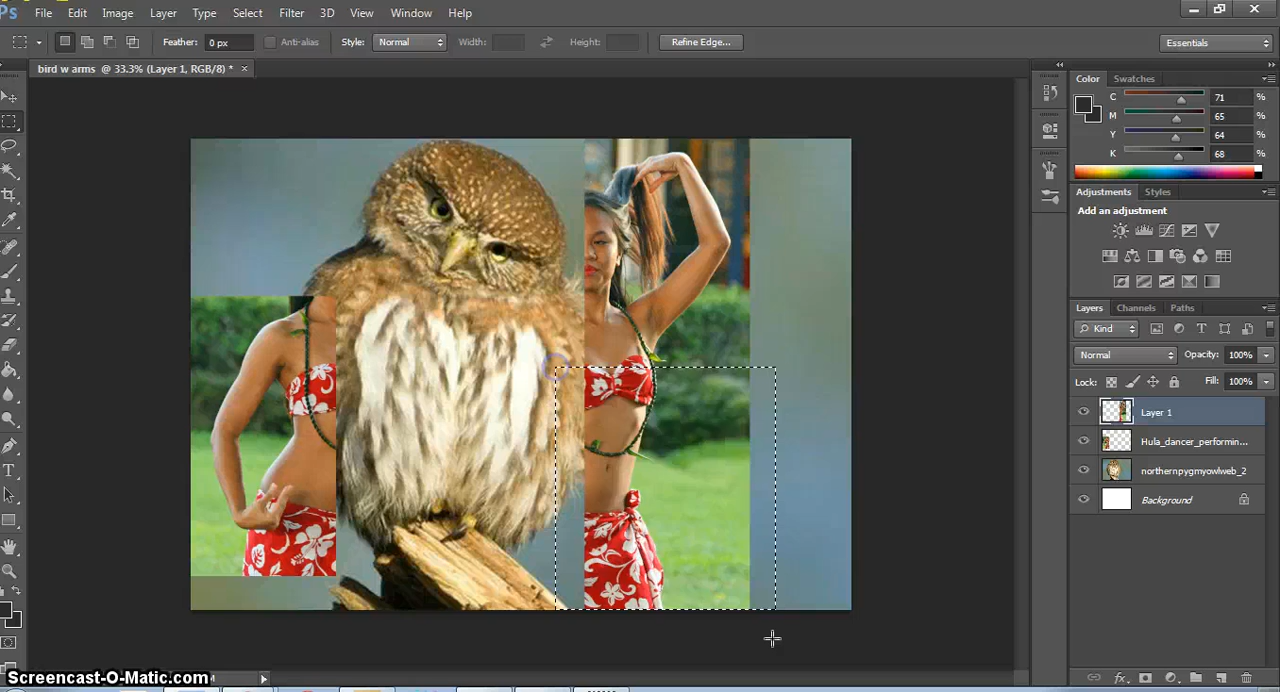 Ps File Edit Image Layer Type Select Filter 3D View Window Help
Feather: 0 px Anti-alias Style: Normal Width: Height: Refine Edge... Essentials
bird w arms @ 33.3% (Layer 1, RGB/8) * ×
Color Swatches
C 71 %
M 65 %
Y 64 %
K 68 %
Adjustments Styles
Add an adjustment
Layers Channels Paths
Kind
Normal Opacity: 100%
Lock: Fill: 100%
Layer 1
Hula_dancer_performin...
northernpygmyowlweb_2
Background
Screencast-O-Matic.com